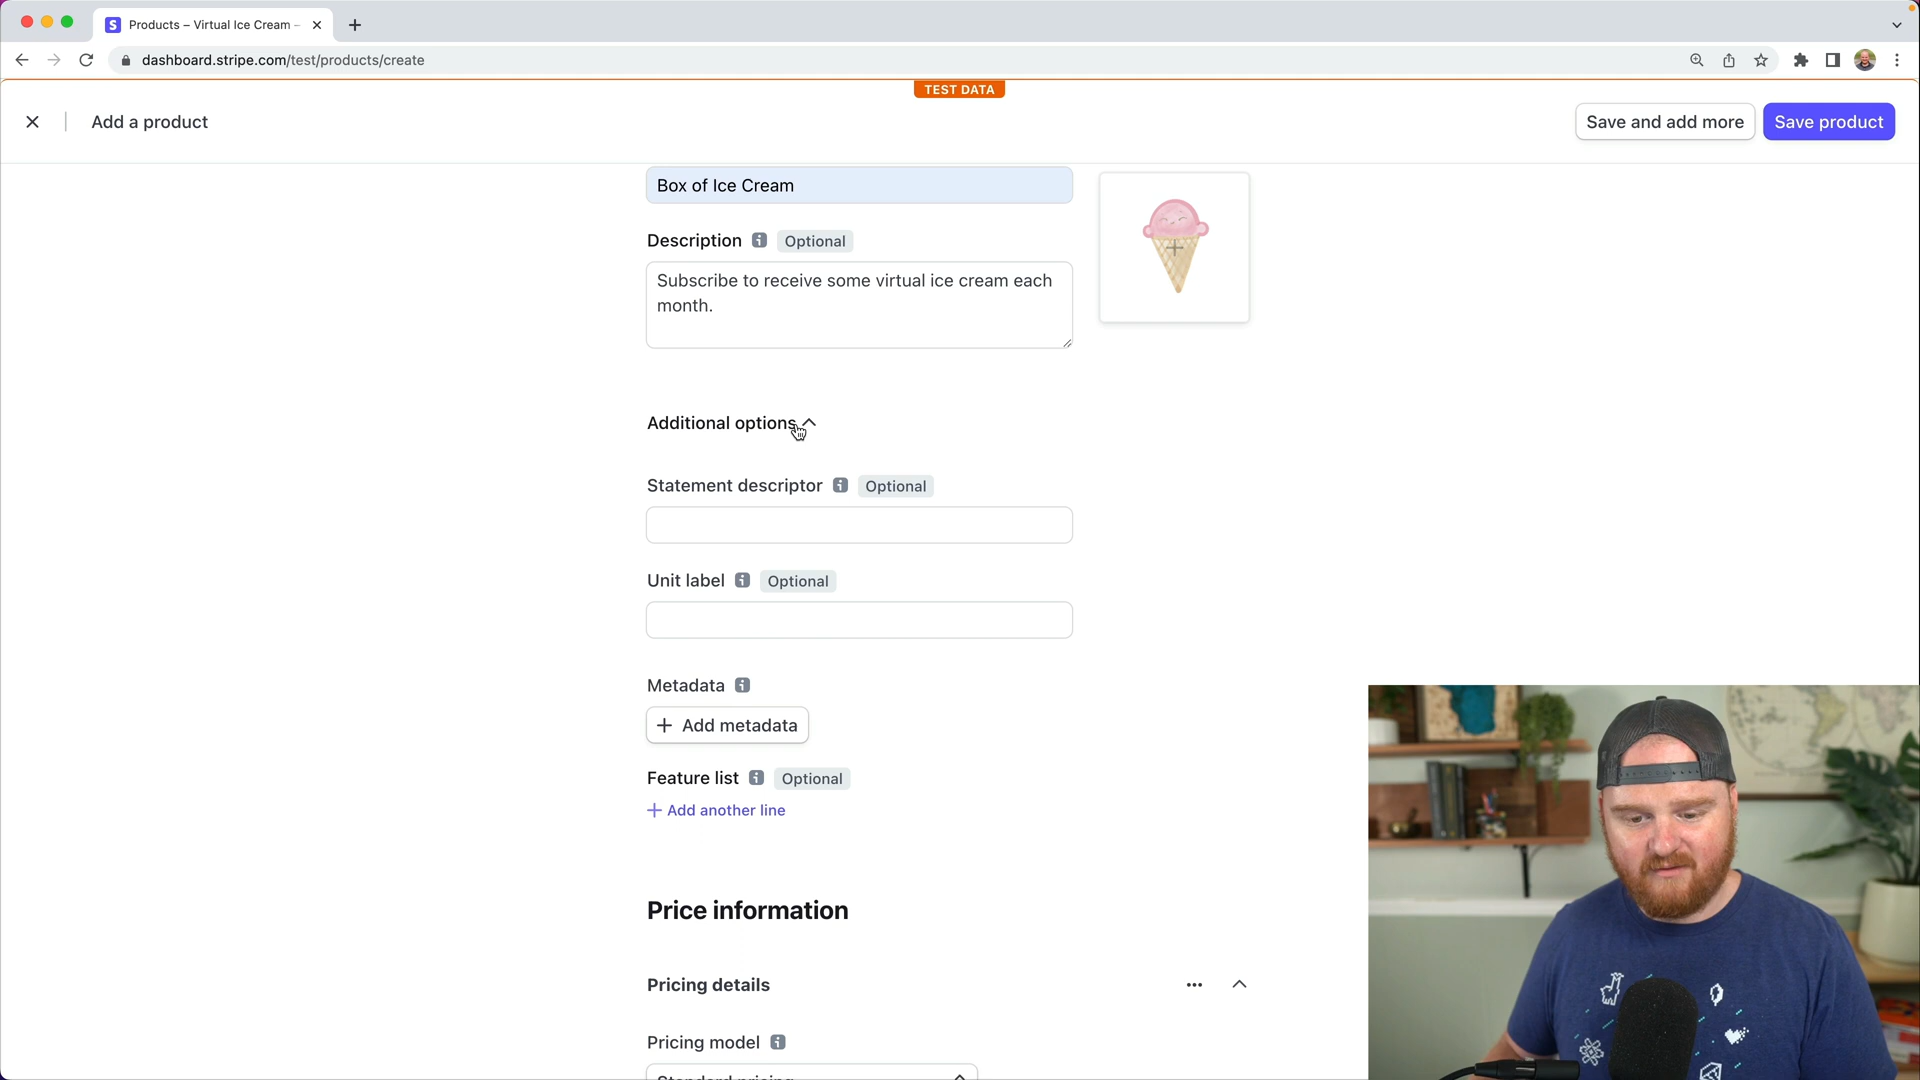 Products – Virtual Ice Cream –
dashboard.stripe.com/test/products/create
TEST DATA
Add a product
Save and add more
Save product
Box of Ice Cream
Description i Optional
Subscribe to receive some virtual ice cream each
month.
Additional options
Statement descriptor i Optional
Unit label i Optional
Metadata i
+ Add metadata
Feature list i Optional
+ Add another line
Price information
Pricing details
Pricing model i
Standard pricing